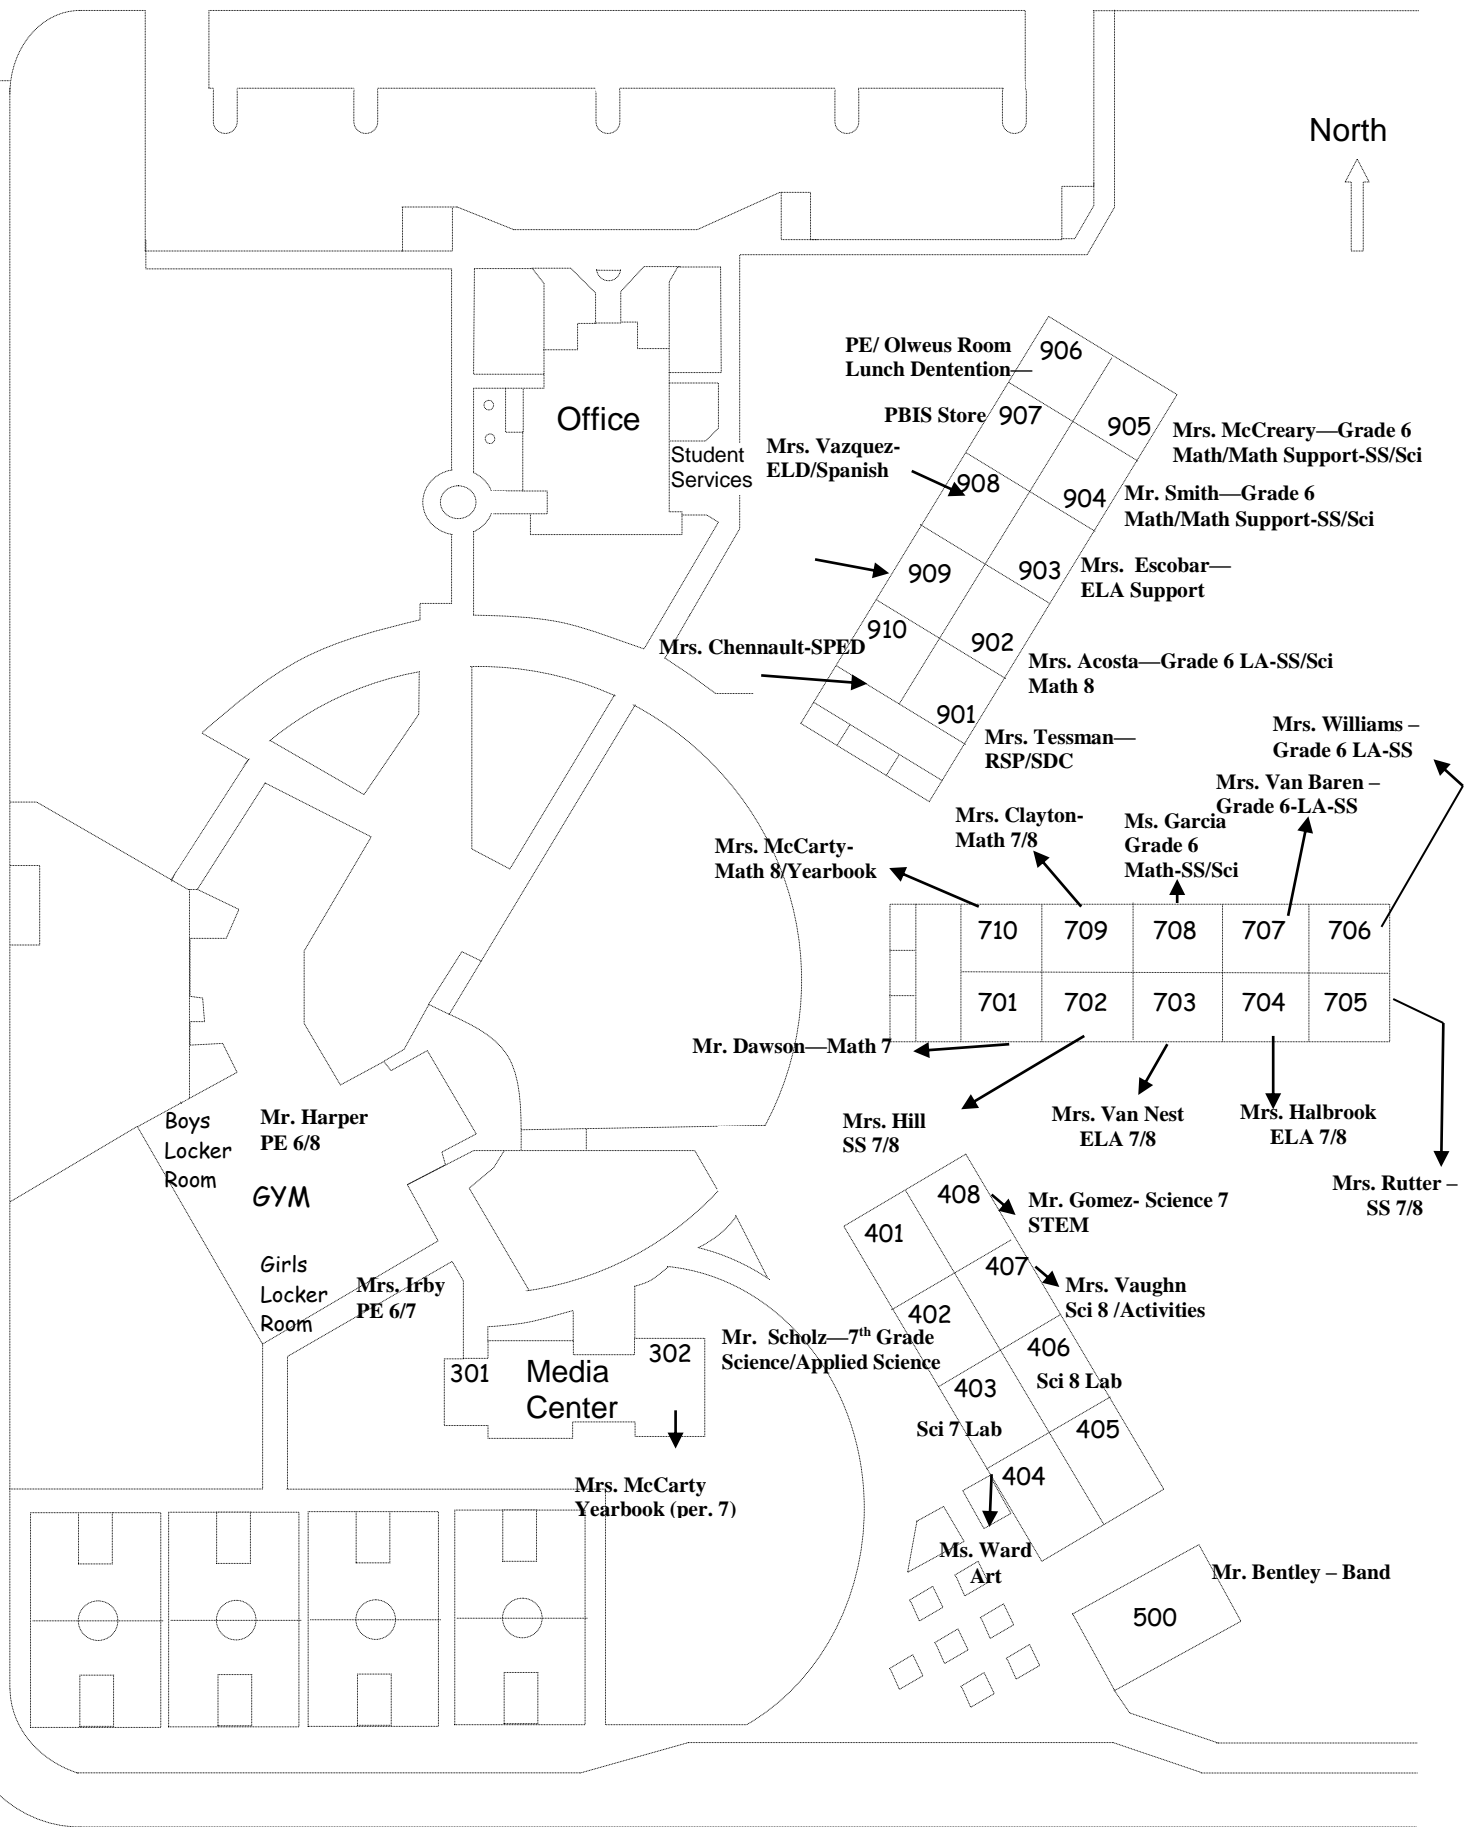 North
PE/ Olweus Room
Lunch Dentention—
906
PBIS Store
907
905
Mrs. McCreary—Grade 6
Math/Math Support-SS/Sci
Office
Student
Services
Mrs. Vazquez-
ELD/Spanish
908
904
Mr. Smith—Grade 6
Math/Math Support-SS/Sci
909
903
Mrs. Escobar—
ELA Support
910
902
Mrs. Chennault-SPED
Mrs. Acosta—Grade 6 LA-SS/Sci
Math 8
901
Mrs. Tessman—
RSP/SDC
Mrs. Williams –
Grade 6 LA-SS
Mrs. Van Baren –
Grade 6-LA-SS
Mrs. Clayton-
Math 7/8
Ms. Garcia
Grade 6
Math-SS/Sci
Mrs. McCarty-
Math 8/Yearbook
710 709 708 707 706
701 702 703 704 705
Mr. Dawson—Math 7
Mrs. Hill
SS 7/8
Mrs. Van Nest
ELA 7/8
Mrs. Halbrook
ELA 7/8
Mrs. Rutter –
SS 7/8
Boys
Locker
Room
Mr. Harper
PE 6/8
GYM
Girls
Locker
Room
Mrs. Irby
PE 6/7
408
Mr. Gomez- Science 7
STEM
401
407
Mrs. Vaughn
Sci 8 /Activities
402
Mr. Scholz—7th Grade
Science/Applied Science
406
Sci 8 Lab
301
Media
Center
302
403
Sci 7 Lab
405
404
Mrs. McCarty
Yearbook (per. 7)
Ms. Ward
Art
Mr. Bentley – Band
500